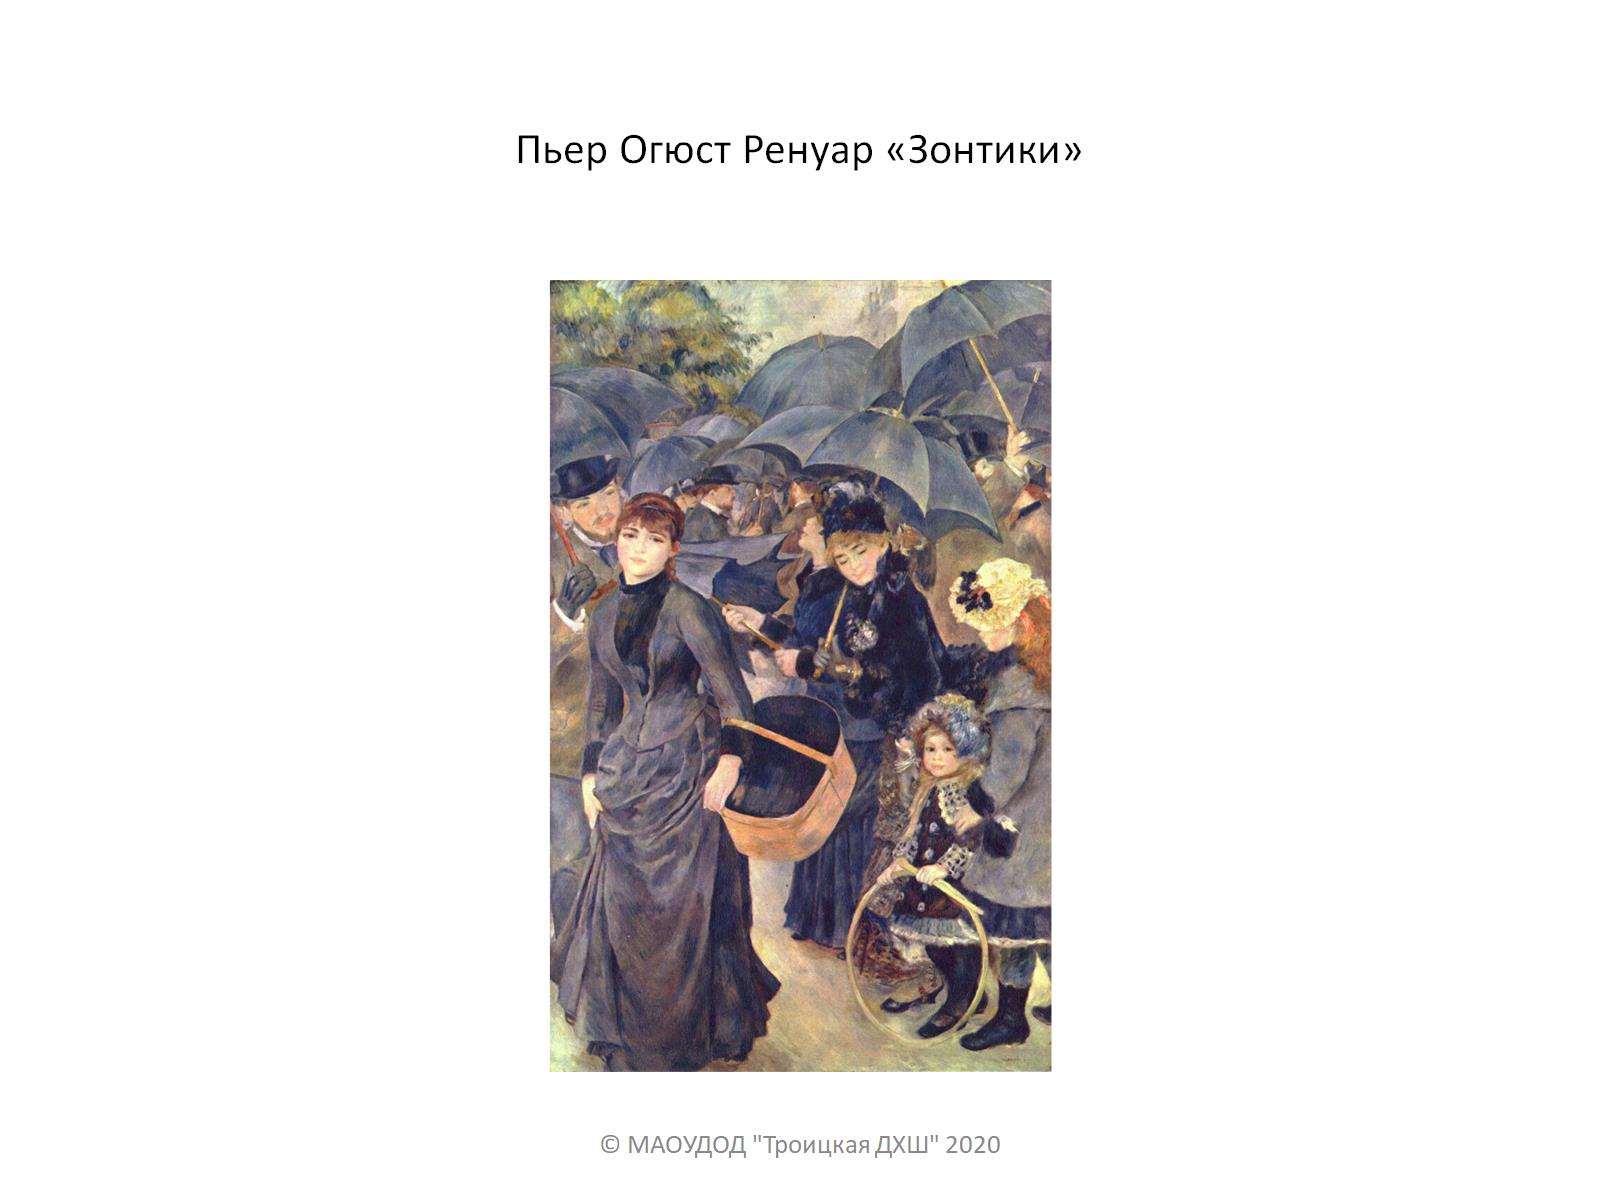 Пьер Огюст Ренуар «Зонтики»
© МАОУДОД "Троицкая ДХШ" 2020